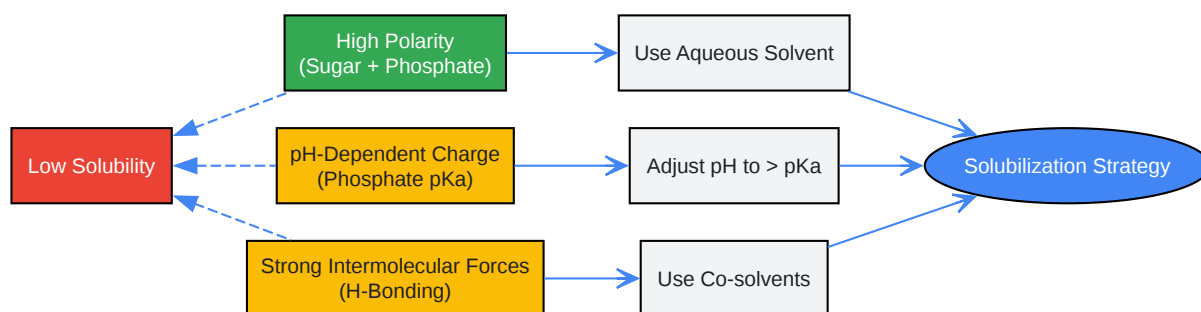 High Polarity
(Sugar + Phosphate)
Use Aqueous Solvent
Low Solubility
pH-Dependent Charge
(Phosphate pKa)
Adjust pH to > pKa
Solubilization Strategy
Strong Intermolecular Forces
(H-Bonding)
Use Co-solvents